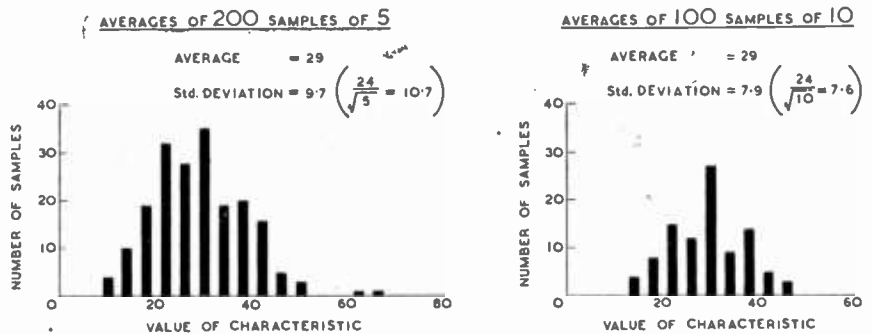 AVERAGES OF 200 SAMPLES OF 5
AVERAGE = 29
Std. DEVIATION = 9·7 (24/√5 = 10·7)
NUMBER OF SAMPLES
40
30
20
10
0 20 40 60 80
VALUE OF CHARACTERISTIC
AVERAGES OF 100 SAMPLES OF 10
AVERAGE = 29
Std. DEVIATION = 7·9 (24/√10 = 7·6)
NUMBER OF SAMPLES
40
30
20
10
0 20 40 60
VALUE OF CHARACTERISTIC